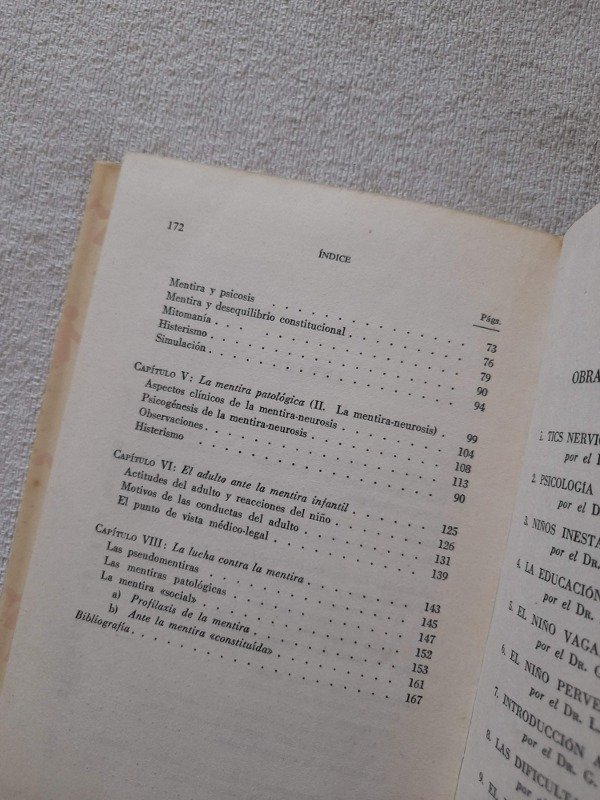 172
ÍNDICE
Págs.
Mentira y psicosis . . . . . . . . . . . . 73
Mentira y desequilibrio constitucional . . . . . . . 76
Mitomanía . . . . . . . . . . . . . . 79
Histerismo . . . . . . . . . . . . . . 90
Simulación . . . . . . . . . . . . . . 94
CAPÍTULO V: La mentira patológica (II. La mentira-neurosis) . 99
Aspectos clínicos de la mentira-neurosis . . . . . . 104
Psicogénesis de la mentira-neurosis . . . . . . . . 108
Observaciones . . . . . . . . . . . . . 113
Histerismo . . . . . . . . . . . . . . 90
CAPÍTULO VI: El adulto ante la mentira infantil . . . . . 125
Actitudes del adulto y reacciones del niño . . . . . 126
Motivos de las conductas del adulto . . . . . . . 131
El punto de vista médico-legal . . . . . . . . . 139
CAPÍTULO VIII: La lucha contra la mentira . . . . . . 143
Las pseudomentiras . . . . . . . . . . . . 145
Las mentiras patológicas . . . . . . . . . . 147
La mentira «social» . . . . . . . . . . . . 152
a) Profilaxis de la mentira . . . . . . . . . 153
b) Ante la mentira «constituída» . . . . . . . 161
Bibliografía . . . . . . . . . . . . . . 167
OBRA
1. TICS NERVIO
por el
2. PSICOLOGIA
por el D
3. NIÑOS INESTA
por el DR.
4. LA EDUCACIÓN
por el DR.
5. EL NIÑO VAGA
por el DR. G.
6. EL NIÑO PERVE
por el DR. L.
7. INTRODUCCIÓN A
por el DR. G.
8. LAS DIFICULT
9. EL